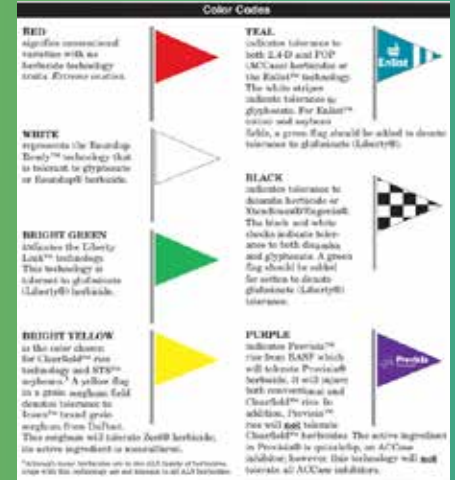 Color Codes
RED
signifies conventional
varieties with no
herbicide technology
traits. Extreme caution.
WHITE
represents the Roundup
Ready™ technology that
is tolerant to glyphosate
or Roundup® herbicide.
BRIGHT GREEN
indicates the Liberty
Link™ technology.
This technology is
tolerant to glufosinate
(Liberty®) herbicide.
BRIGHT YELLOW
is the color chosen
for Clearfield™ rice
technology and STS™
soybeans. A yellow flag
in a grain sorghum field
denotes tolerance to
brand grain
sorghum from DuPont.
This sorghum will tolerate Zest® herbicide,
its active ingredient is nicosulfuron.
TEAL
indicates tolerance to
both 2,4-D and FOP
(ACCase) herbicides or
the Enlist™ technology.
The white stripes
indicate tolerance to
glyphosate. For Enlist™
cotton and soybean
fields, a green flag should be added to denote
tolerance to glufosinate (Liberty®).
Enlist
BLACK
indicates tolerance to
dicamba herbicide or
Xtendimax®/Engenia®.
The black and white
checks indicate toler-
ance to both dicamba
and glyphosate. A green
flag should be added
for cotton to denote
glufosinate (Liberty®)
tolerance.
PURPLE
indicates Provisia™
rice from BASF which
will tolerate Provisia®
herbicide. It will injure
both conventional and
Clearfield™ rice. In
addition, Provisia™
rice will not tolerate
Clearfield™ herbicides. The active ingredient
in Provisia® is quizalofop, an ACCase
inhibitor; however, this technology will not
tolerate all ACCase inhibitors.
Provisia